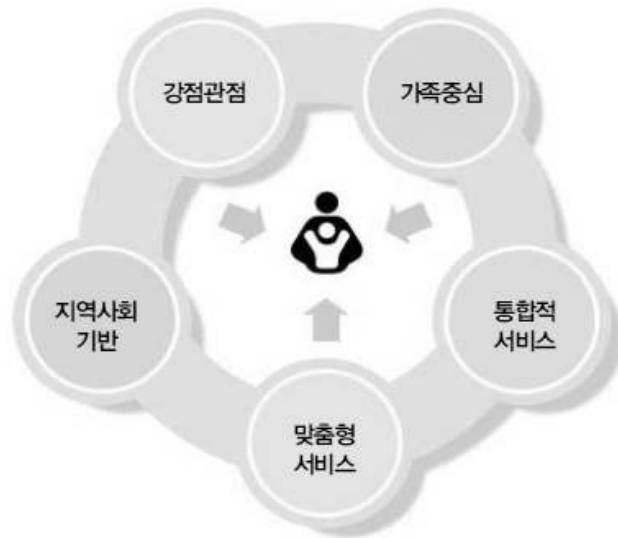 강점관점
가족중심
지역사회
기반
통합적
서비스
맞춤형
서비스